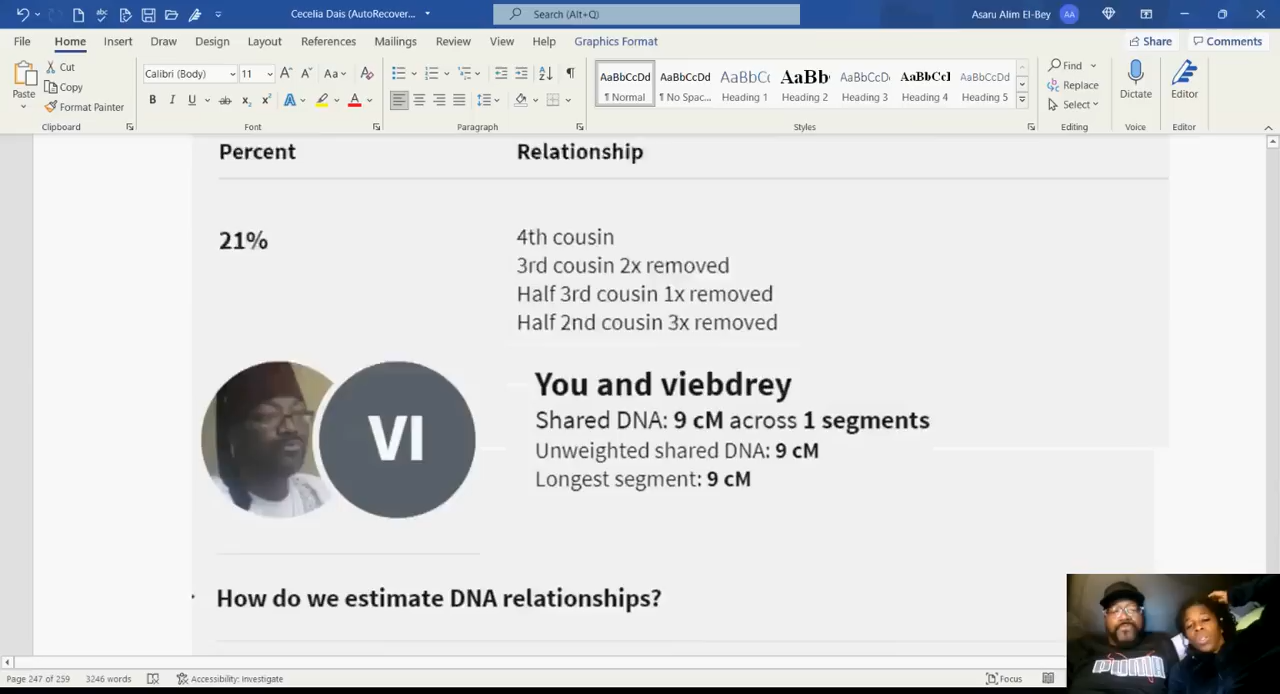 Cecelia Dais (AutoRecover...
Search (Alt+Q)
Asaru Alim El-Bey AA
File Home Insert Draw Design Layout References Mailings Review View Help Graphics Format Share Comments
Paste
Cut
Copy
Format Painter
Clipboard
Calibri (Body) 11 A A Aa A
B I U ab x2 x2 A A
Font
Paragraph
AaBbCcDd AaBbCcDd AaBbCc AaBb AaBbCcD AaBbCcI AaBbCcDd
¶ Normal ¶ No Spac... Heading 1 Heading 2 Heading 3 Heading 4 Heading 5
Styles
Find
Replace
Select
Editing
Dictate
Voice
Editor
Editor
Percent Relationship
21% 4th cousin
3rd cousin 2x removed
Half 3rd cousin 1x removed
Half 2nd cousin 3x removed
VI
You and viebdrey
Shared DNA: 9 cM across 1 segments
Unweighted shared DNA: 9 cM
Longest segment: 9 cM
How do we estimate DNA relationships?
PUMA
Page 247 of 259 3246 words Accessibility: Investigate Focus